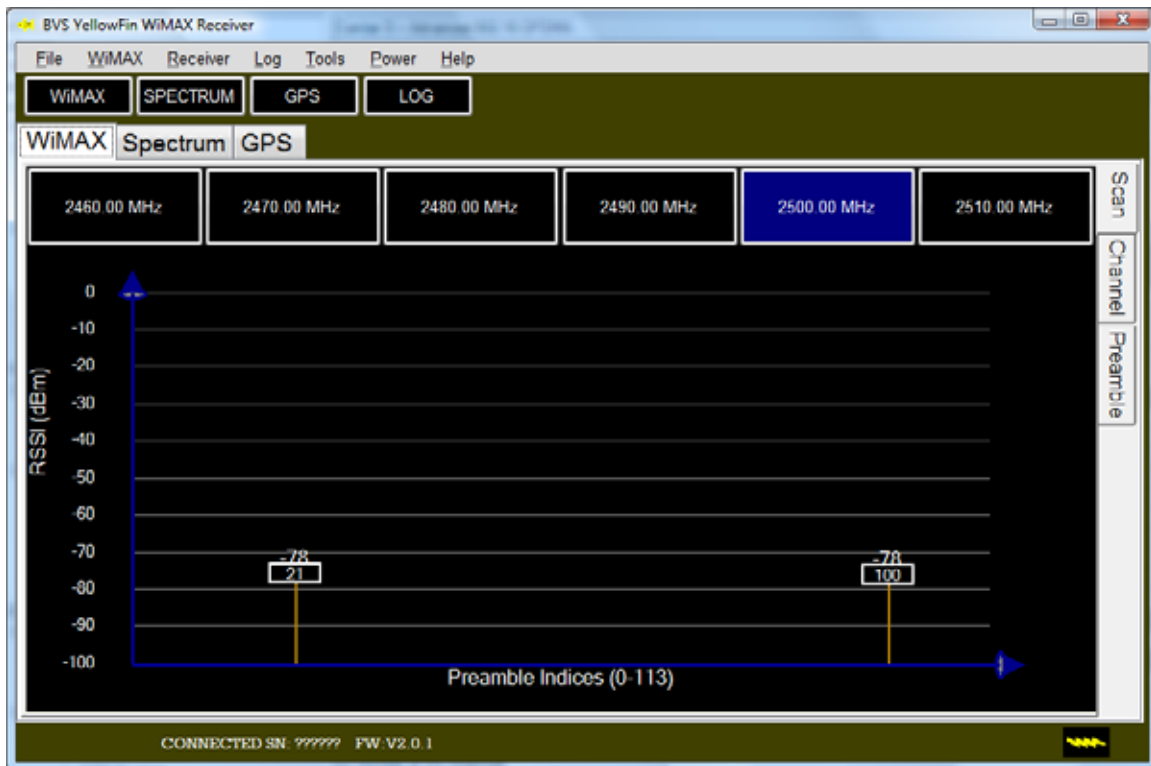 BVS YellowFin WiMAX Receiver
File WiMAX Receiver Log Tools Power Help
WiMAX SPECTRUM GPS LOG
WiMAX Spectrum GPS
2460.00 MHz 2470.00 MHz 2480.00 MHz 2490.00 MHz 2500.00 MHz 2510.00 MHz
Scan
Channel
Preamble
RSSI (dBm)
0
-10
-20
-30
-40
-50
-60
-70
-80
-90
-100
-78
21
-78
100
Preamble Indices (0-113)
CONNECTED SN: ?????? FW:V2.0.1